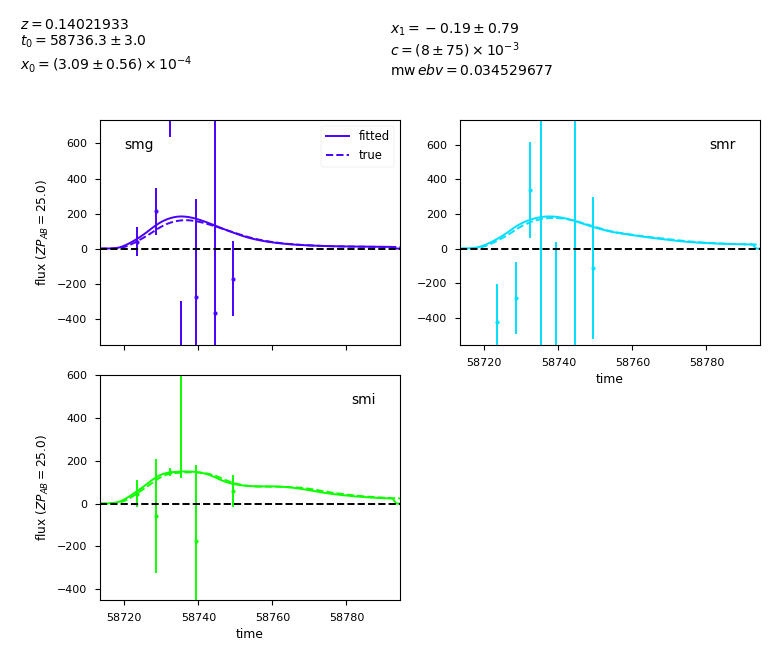 z = 0.14021933
t₀ = 58736.3 ± 3.0
x₀ = (3.09 ± 0.56) × 10⁻⁴
x₁ = −0.19 ± 0.79
c = (8 ± 75) × 10⁻³
mw ebv = 0.034529677
smg
fitted
true
600
400
200
0
−200
−400
flux (ZP_AB = 25.0)
smr
600
400
200
0
−200
−400
58720 58740 58760 58780
time
smi
600
400
200
0
−200
−400
flux (ZP_AB = 25.0)
58720 58740 58760 58780
time